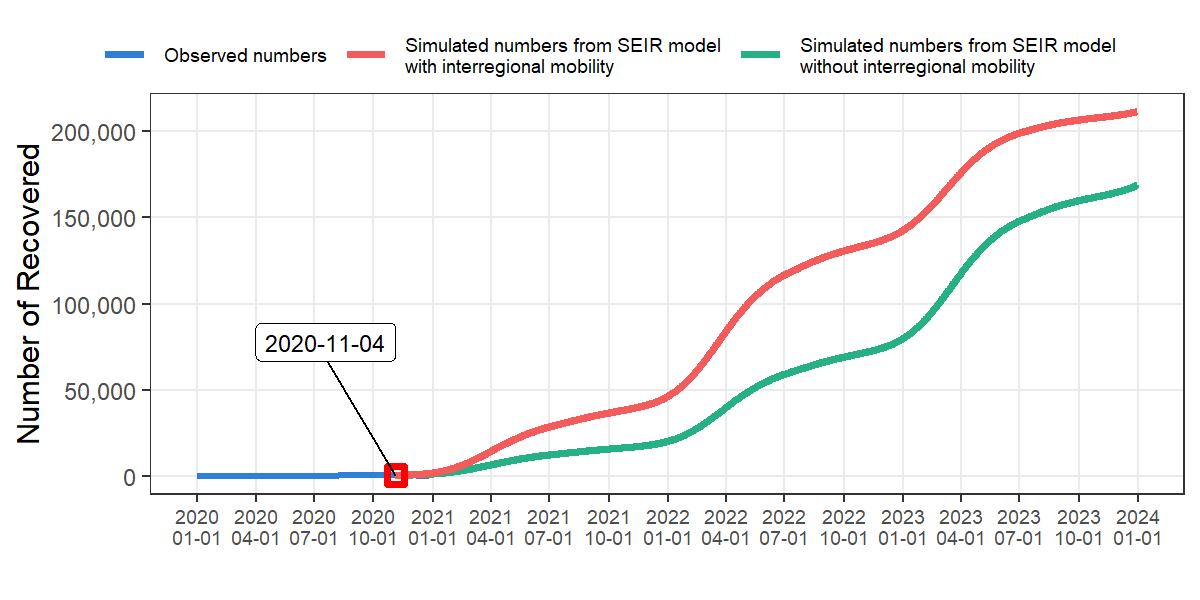 Observed numbers
Simulated numbers from SEIR model
with interregional mobility
Simulated numbers from SEIR model
without interregional mobility
Number of Recovered
200,000
150,000
100,000
50,000
0
2020-11-04
2020 2020 2020 2020 2021 2021 2021 2021 2022 2022 2022 2022 2023 2023 2023 2023 2024
01-01 04-01 07-01 10-01 01-01 04-01 07-01 10-01 01-01 04-01 07-01 10-01 01-01 04-01 07-01 10-01 01-01